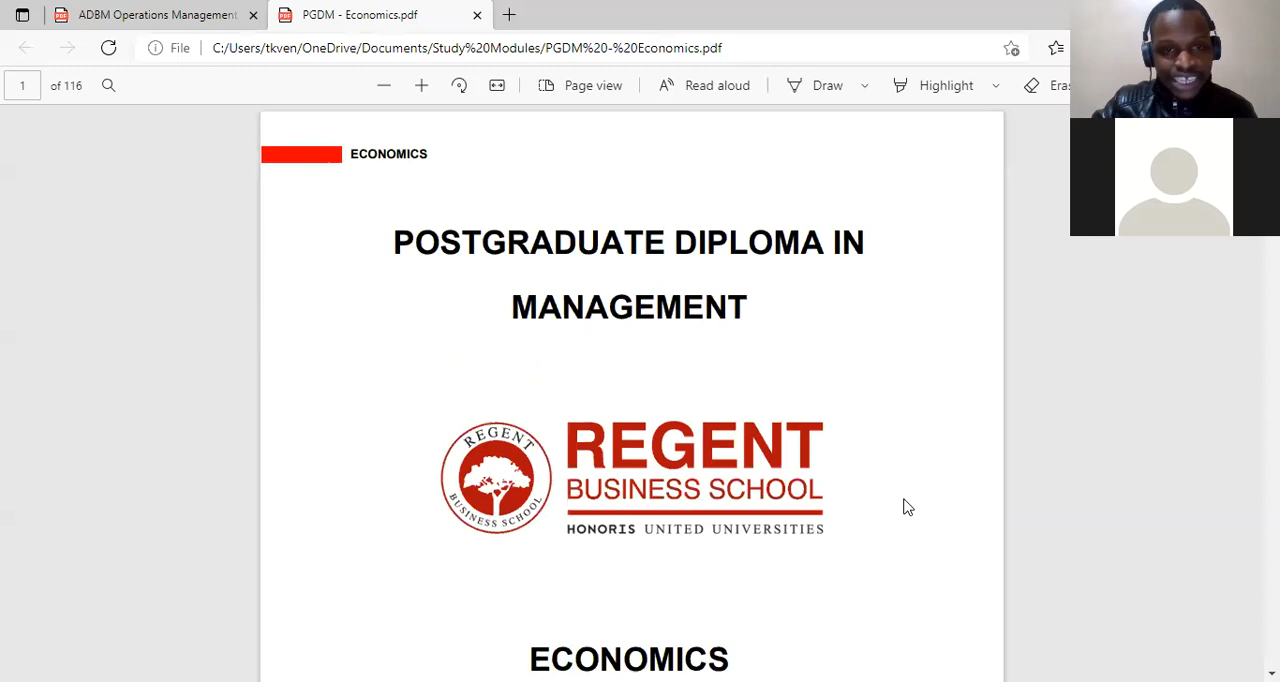 ADBM Operations Management
PGDM - Economics.pdf
File
C:/Users/tkven/OneDrive/Documents/Study%20Modules/PGDM%20-%20Economics.pdf
1 of 116
Page view
Read aloud
Draw
Highlight
Eras
ECONOMICS
POSTGRADUATE DIPLOMA IN
MANAGEMENT
REGENT
BUSINESS SCHOOL
REGENT
BUSINESS SCHOOL
HONORIS UNITED UNIVERSITIES
ECONOMICS